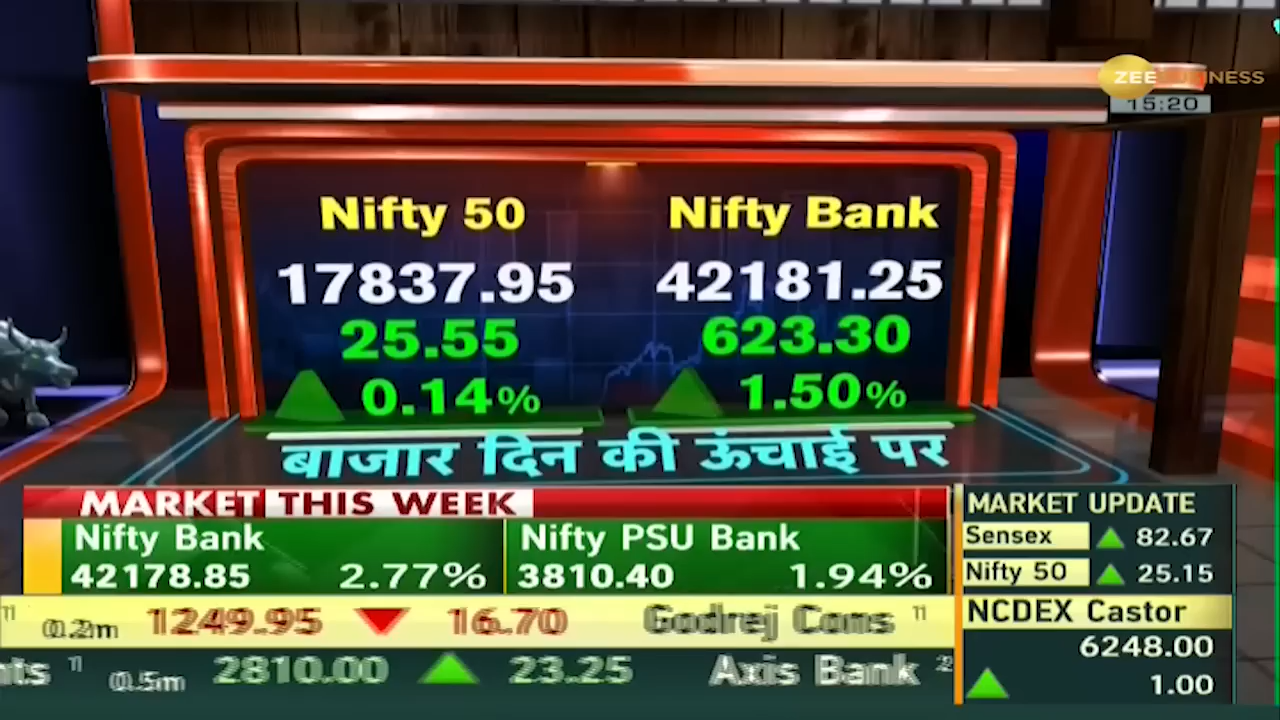 ZEE BUSINESS
15:20
Nifty 50 Nifty Bank
17837.95 42181.25
25.55 623.30
0.14% 1.50%
बाजार दिन की ऊंचाई पर
MARKET THIS WEEK
Nifty Bank Nifty PSU Bank
42178.85 2.77% 3810.40 1.94%
1249.95 16.70 Godrej Cons
0.5m 2810.00 23.25 Axis Bank
MARKET UPDATE
Sensex 82.67
Nifty 50 25.15
NCDEX Castor
6248.00
1.00